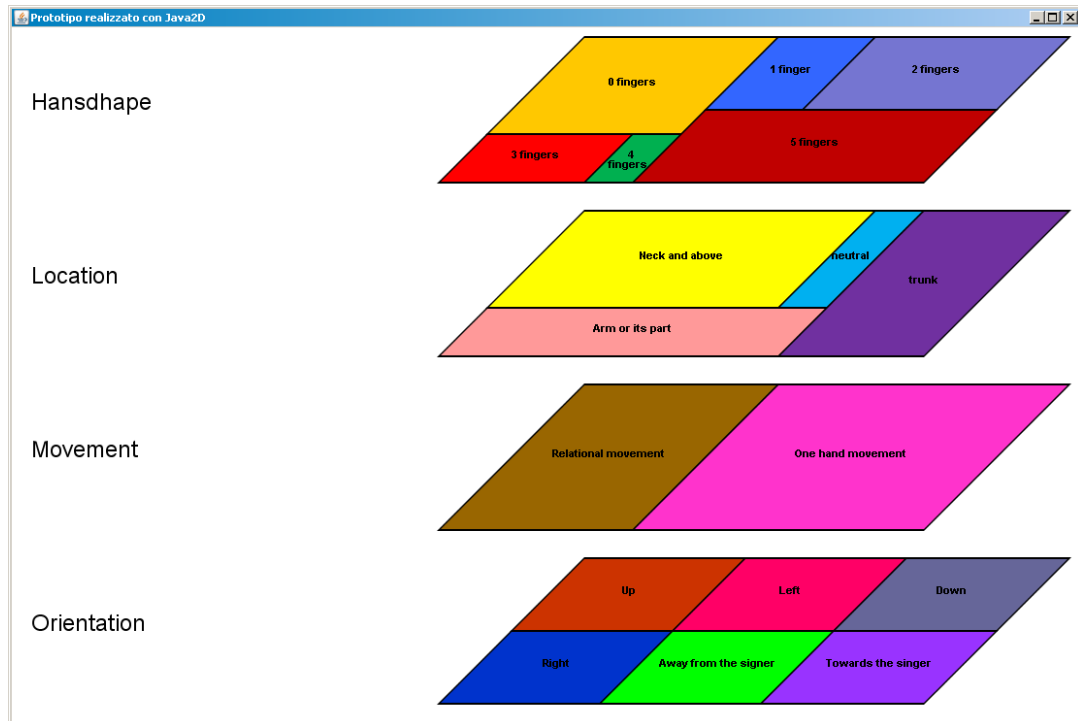 Prototipo realizzato con Java2D
Hansdhape
0 fingers
1 finger
2 fingers
3 fingers
4
fingers
5 fingers
Location
Neck and above
neutral
trunk
Arm or its part
Movement
Relational movement
One hand movement
Orientation
Up
Left
Down
Right
Away from the signer
Towards the singer